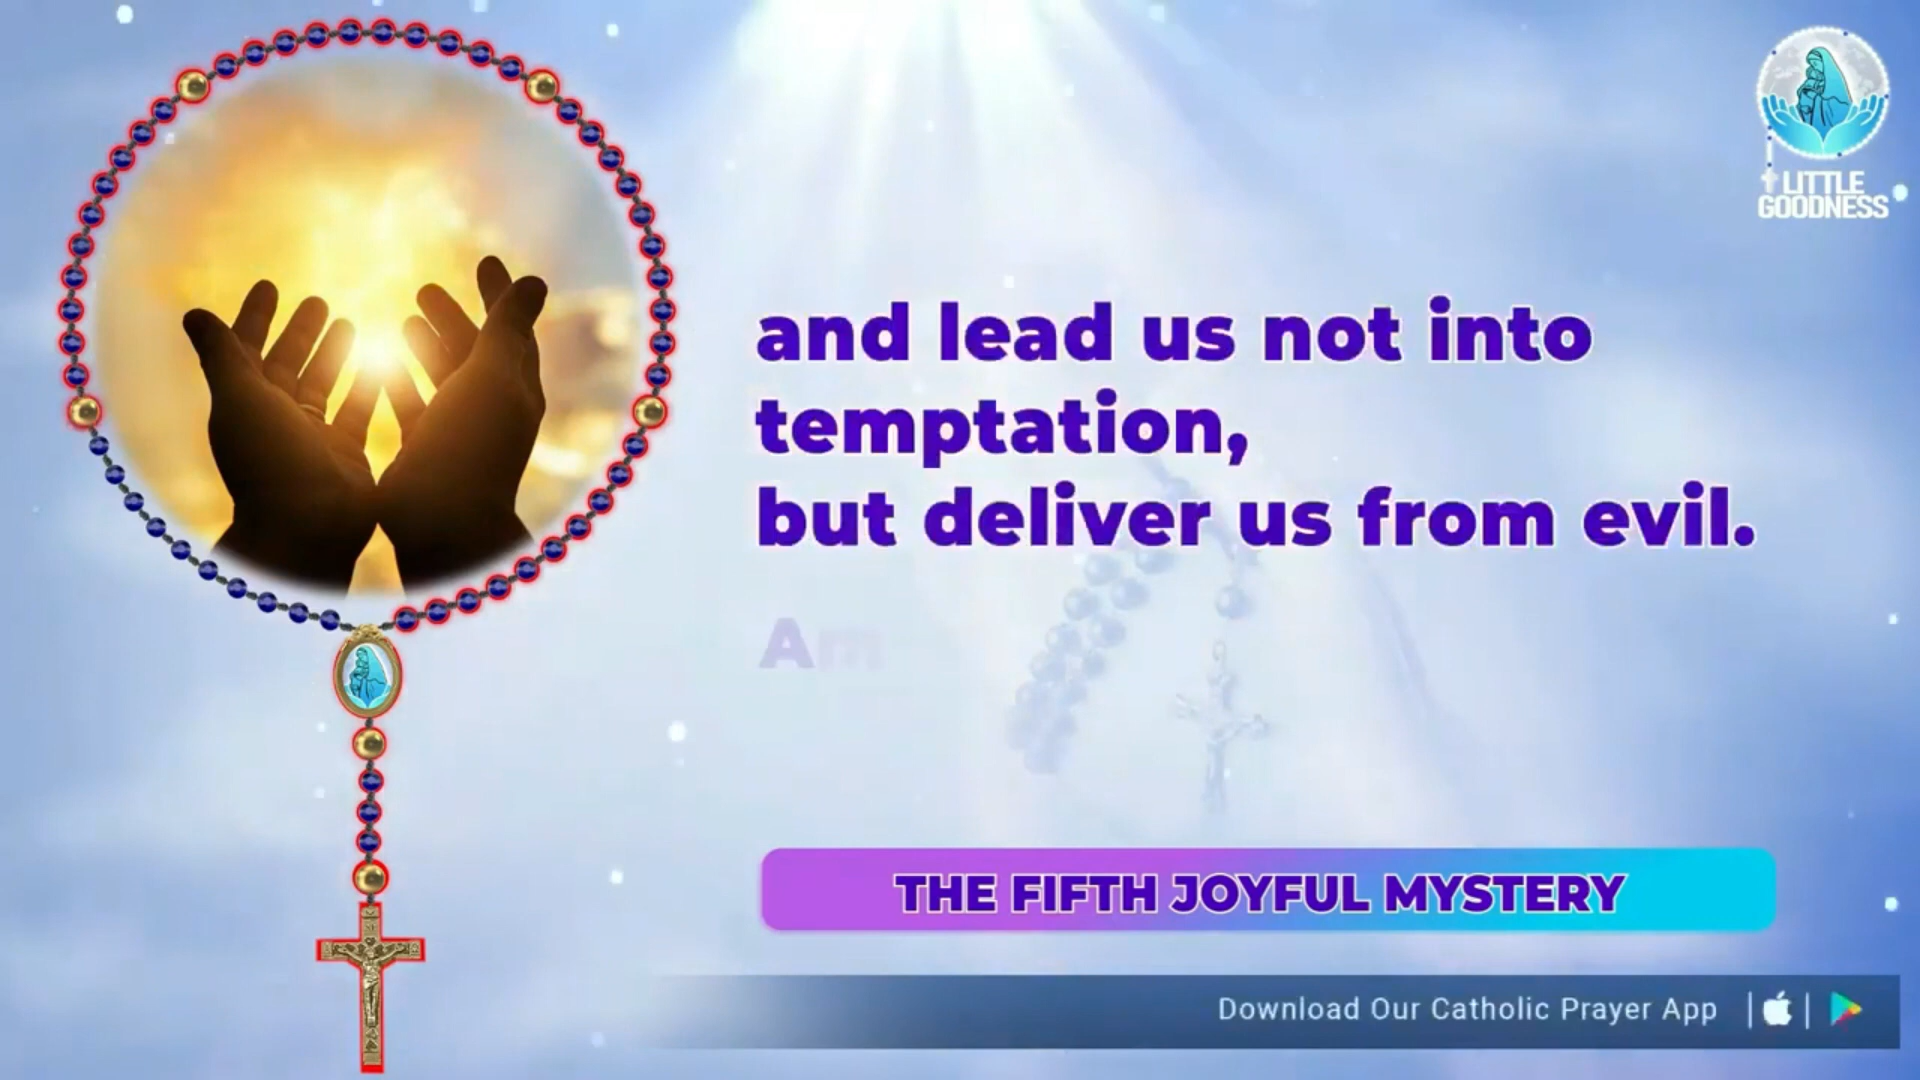 LITTLE
GOODNESS
and lead us not into
temptation,
but deliver us from evil.
Am
THE FIFTH JOYFUL MYSTERY
Download Our Catholic Prayer App